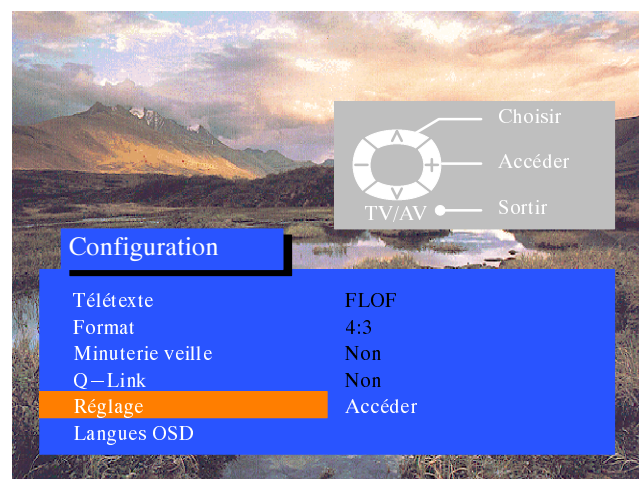 Choisir
Accéder
TV/AV Sortir
Configuration
Télétexte FLOF
Format 4:3
Minuterie veille Non
Q–Link Non
Réglage Accéder
Langues OSD